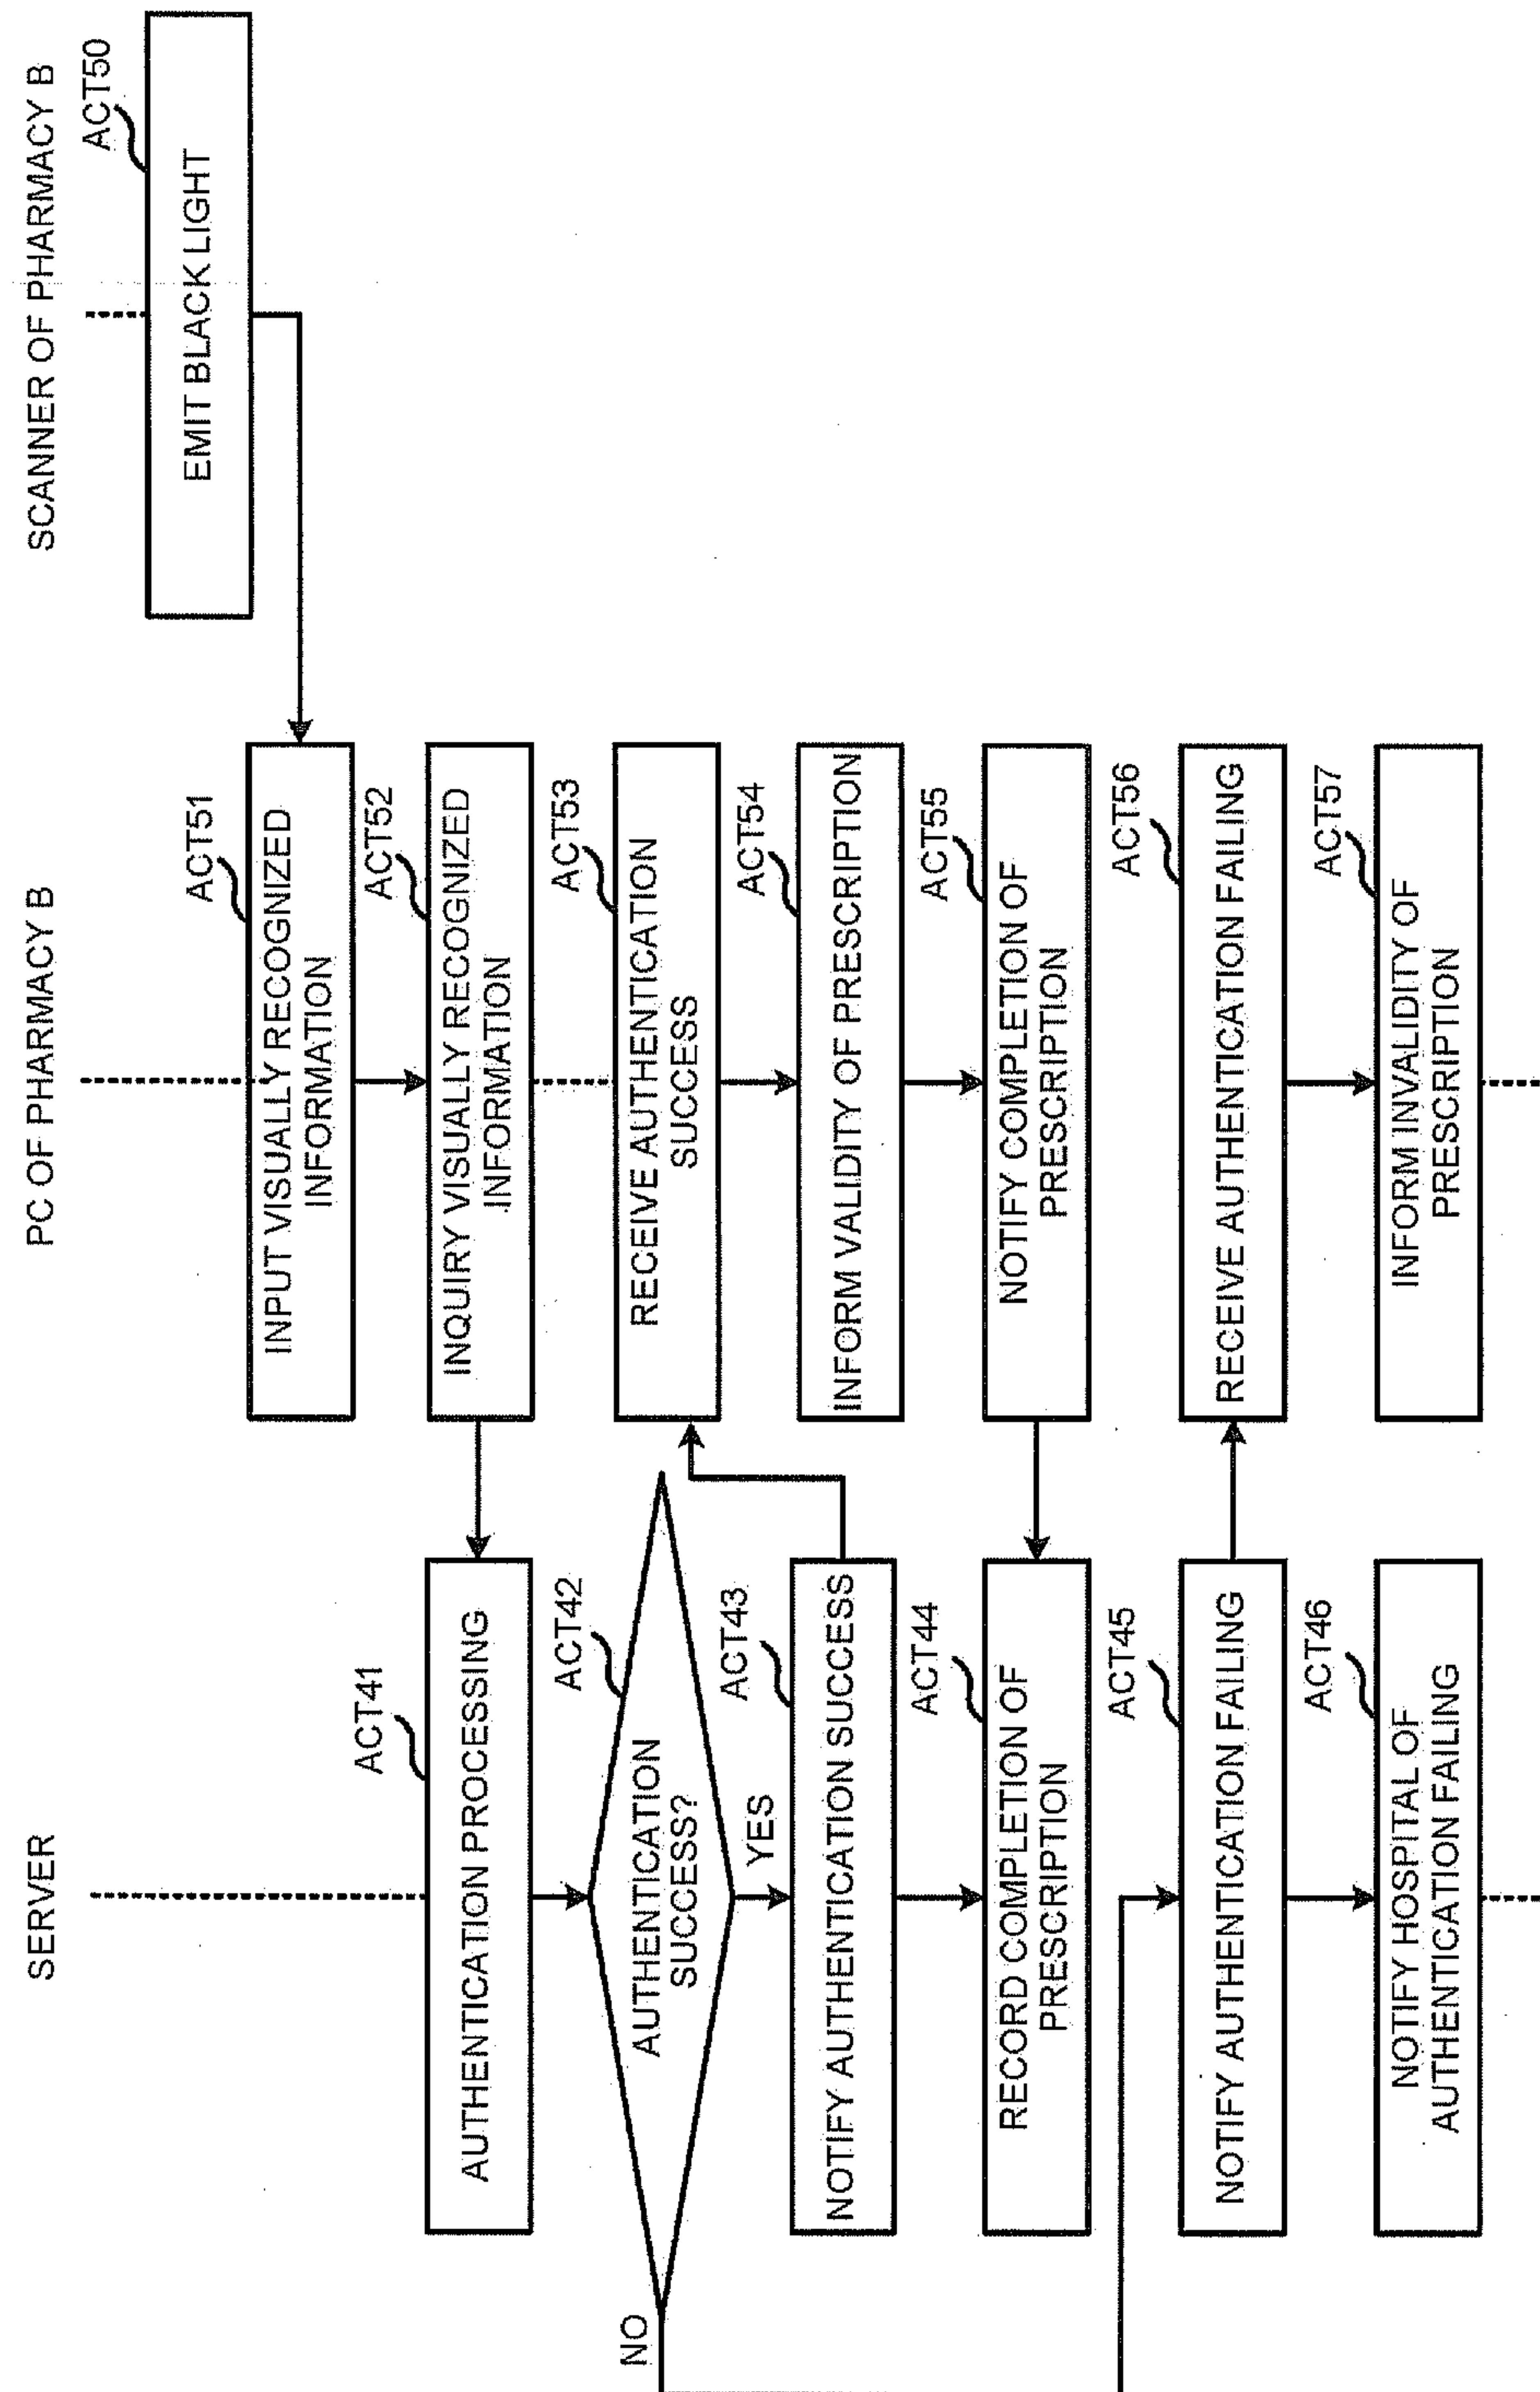 SERVER
PC OF PHARMACY B
SCANNER OF PHARMACY B
ACT50
EMIT BLACK LIGHT
ACT51
INPUT VISUALLY RECOGNIZED
INFORMATION
ACT52
INQUIRY VISUALLY RECOGNIZED
INFORMATION
ACT41
AUTHENTICATION PROCESSING
ACT42
AUTHENTICATION
SUCCESS?
NO
YES
ACT53
RECEIVE AUTHENTICATION
SUCCESS
ACT43
NOTIFY AUTHENTICATION SUCCESS
ACT54
INFORM VALIDITY OF PRESCRIPTION
ACT44
RECORD COMPLETION OF
PRESCRIPTION
ACT55
NOTIFY COMPLETION OF
PRESCRIPTION
ACT45
NOTIFY AUTHENTICATION FAILING
ACT56
RECEIVE AUTHENTICATION FAILING
ACT46
NOTIFY HOSPITAL OF
AUTHENTICATION FAILING
ACT57
INFORM INVALIDITY OF
PRESCRIPTION